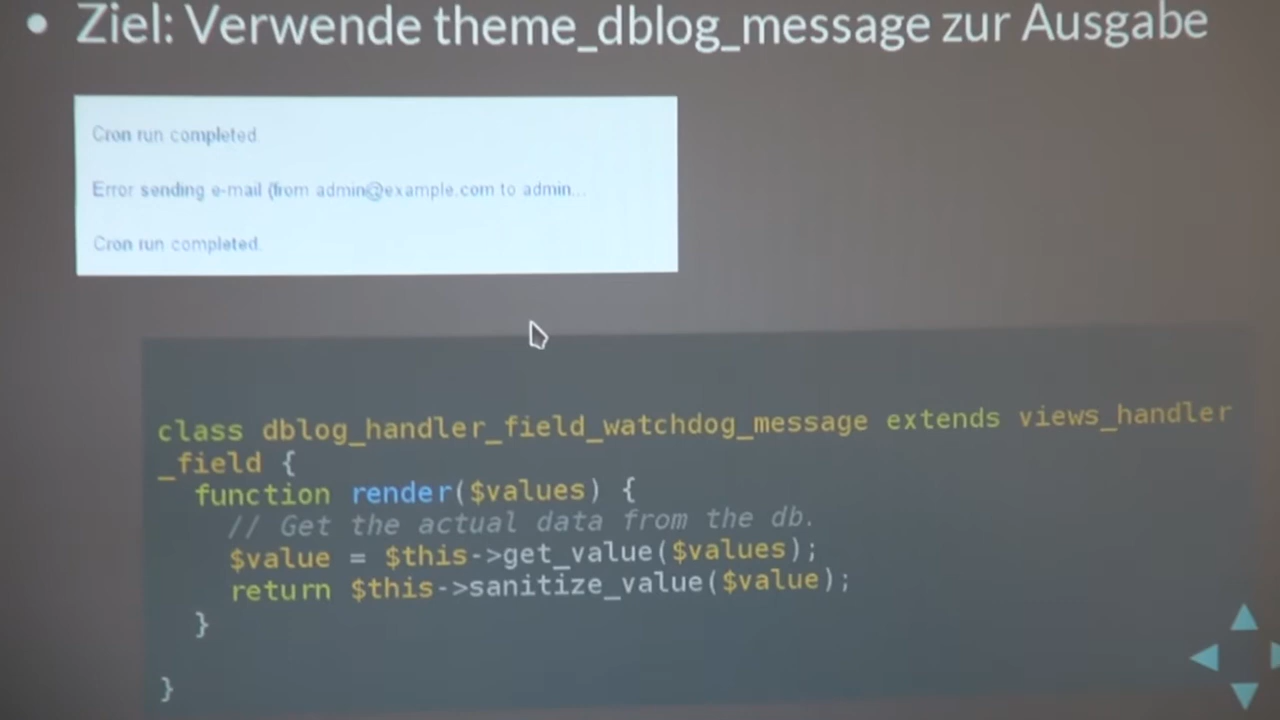 • Ziel: Verwende theme_dblog_message zur Ausgabe
Cron run completed.
Error sending e-mail (from admin@example.com to admin...
Cron run completed.
class dblog_handler_field_watchdog_message extends views_handler
_field {
function render($values) {
// Get the actual data from the db.
$value = $this->get_value($values);
return $this->sanitize_value($value);
}
}